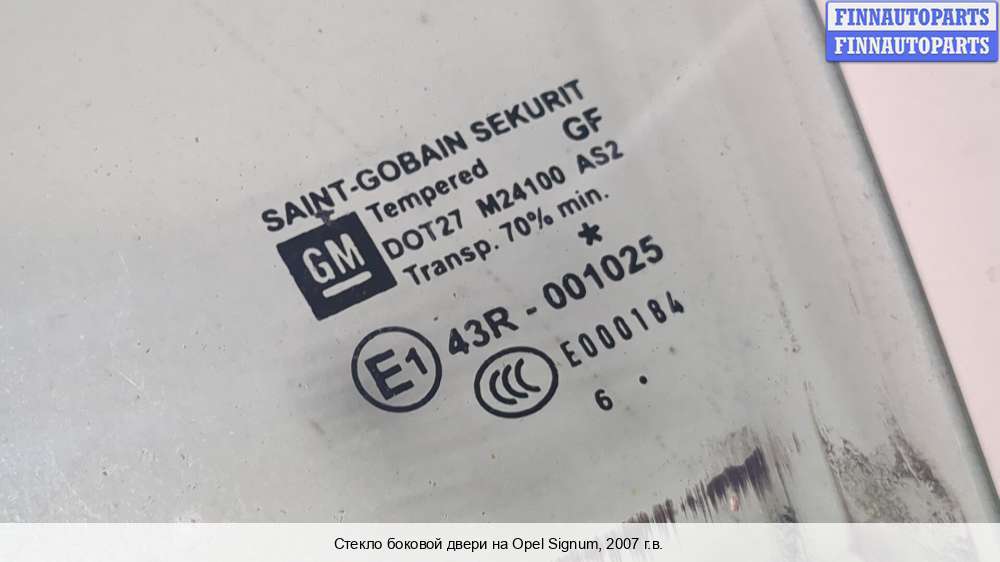 FINNAUTOPARTS
FINNAUTOPARTS
SAINT-GOBAIN SEKURIT
Tempered GF
GM
DOT27 M24100 AS2
Transp. 70% min.
*
E1 43R - 001025
CCC E000184
6 .
Стекло боковой двери на Opel Signum, 2007 г.в.